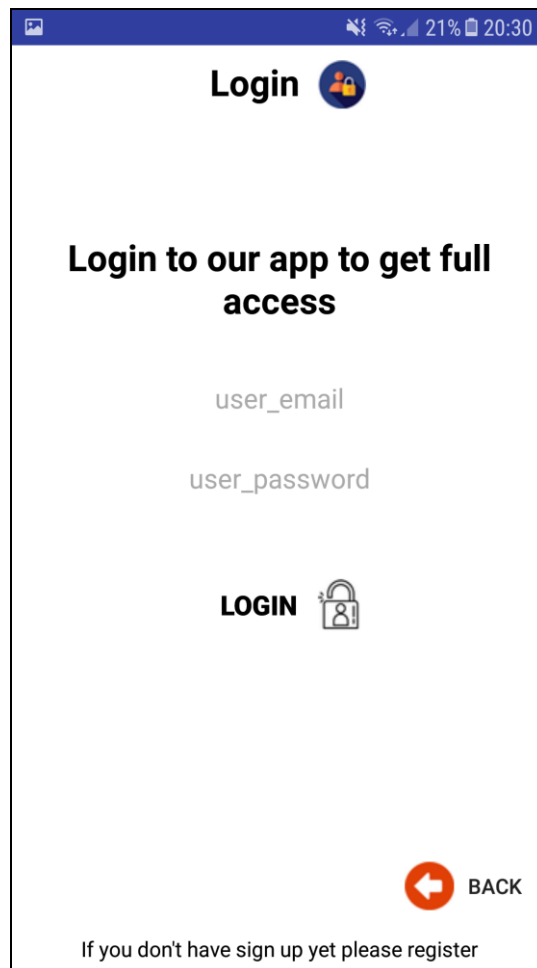 21% 20:30
Login
Login to our app to get full
access
user_email
user_password
LOGIN
BACK
If you don't have sign up yet please register